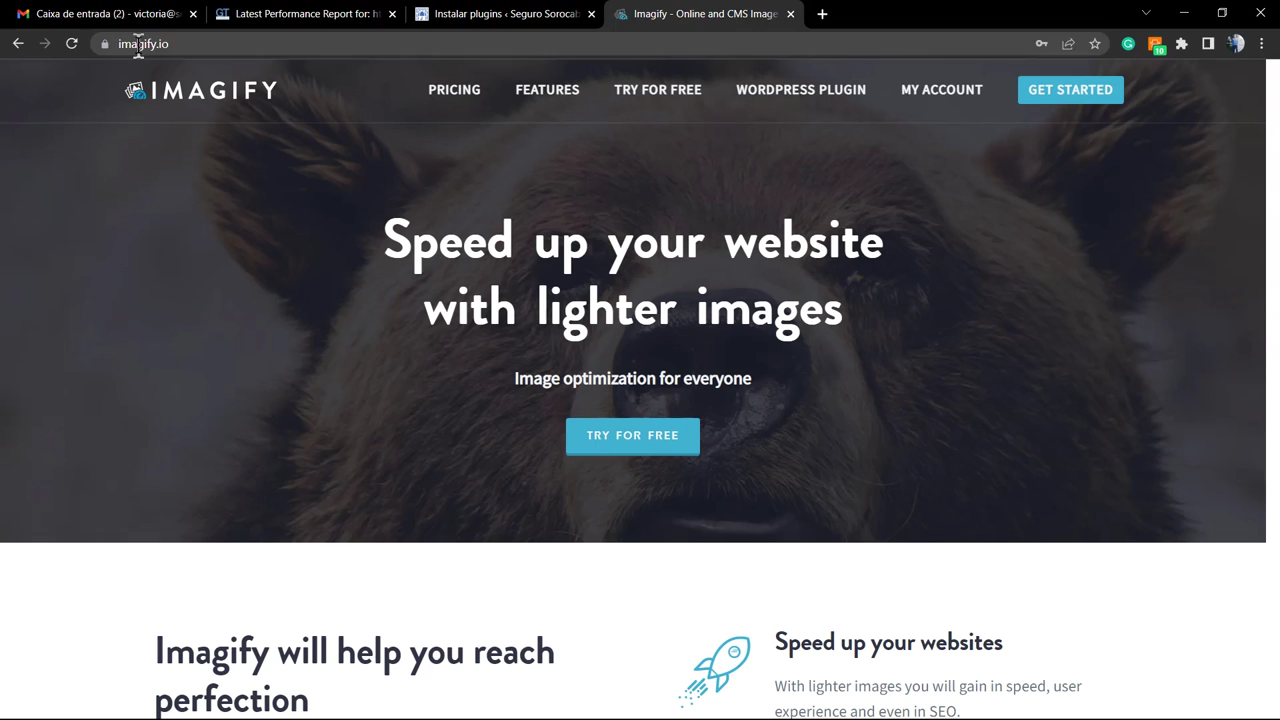 Caixa de entrada (2) - victoria@s
Latest Performance Report for: ht
Instalar plugins ‹ Seguro Sorocab
Imagify - Online and CMS Image
imagify.io
10
IMAGIFY
PRICING
FEATURES
TRY FOR FREE
WORDPRESS PLUGIN
MY ACCOUNT
GET STARTED
Speed up your website
with lighter images
Image optimization for everyone
TRY FOR FREE
Imagify will help you reach
perfection
Speed up your websites
With lighter images you will gain in speed, user
experience and even in SEO.